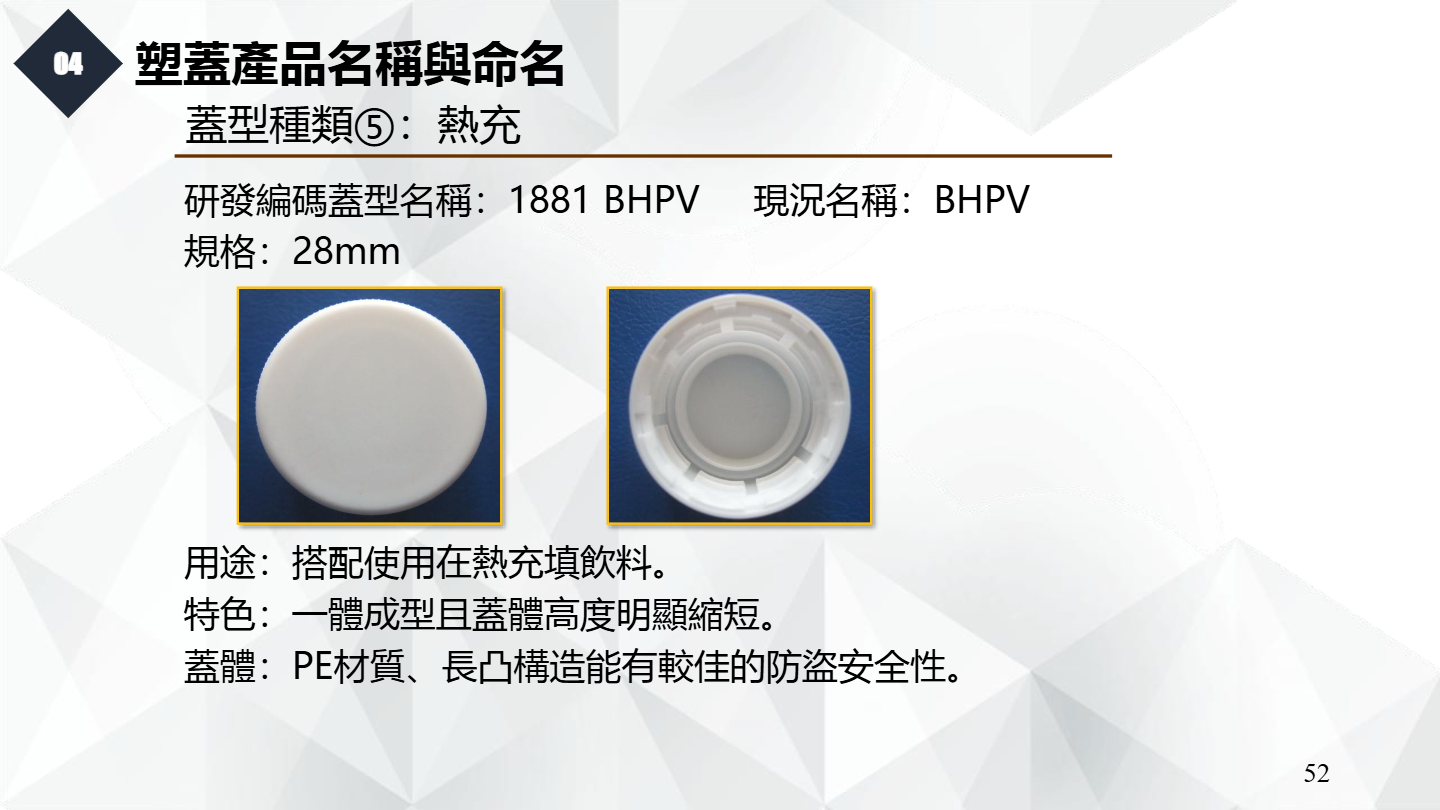 04
塑蓋產品名稱與命名
蓋型種類⑤：熱充
研發編碼蓋型名稱：1881 BHPV 現況名稱：BHPV
規格：28mm
用途：搭配使用在熱充填飲料。
特色：一體成型且蓋體高度明顯縮短。
蓋體：PE材質、長凸構造能有較佳的防盜安全性。
52